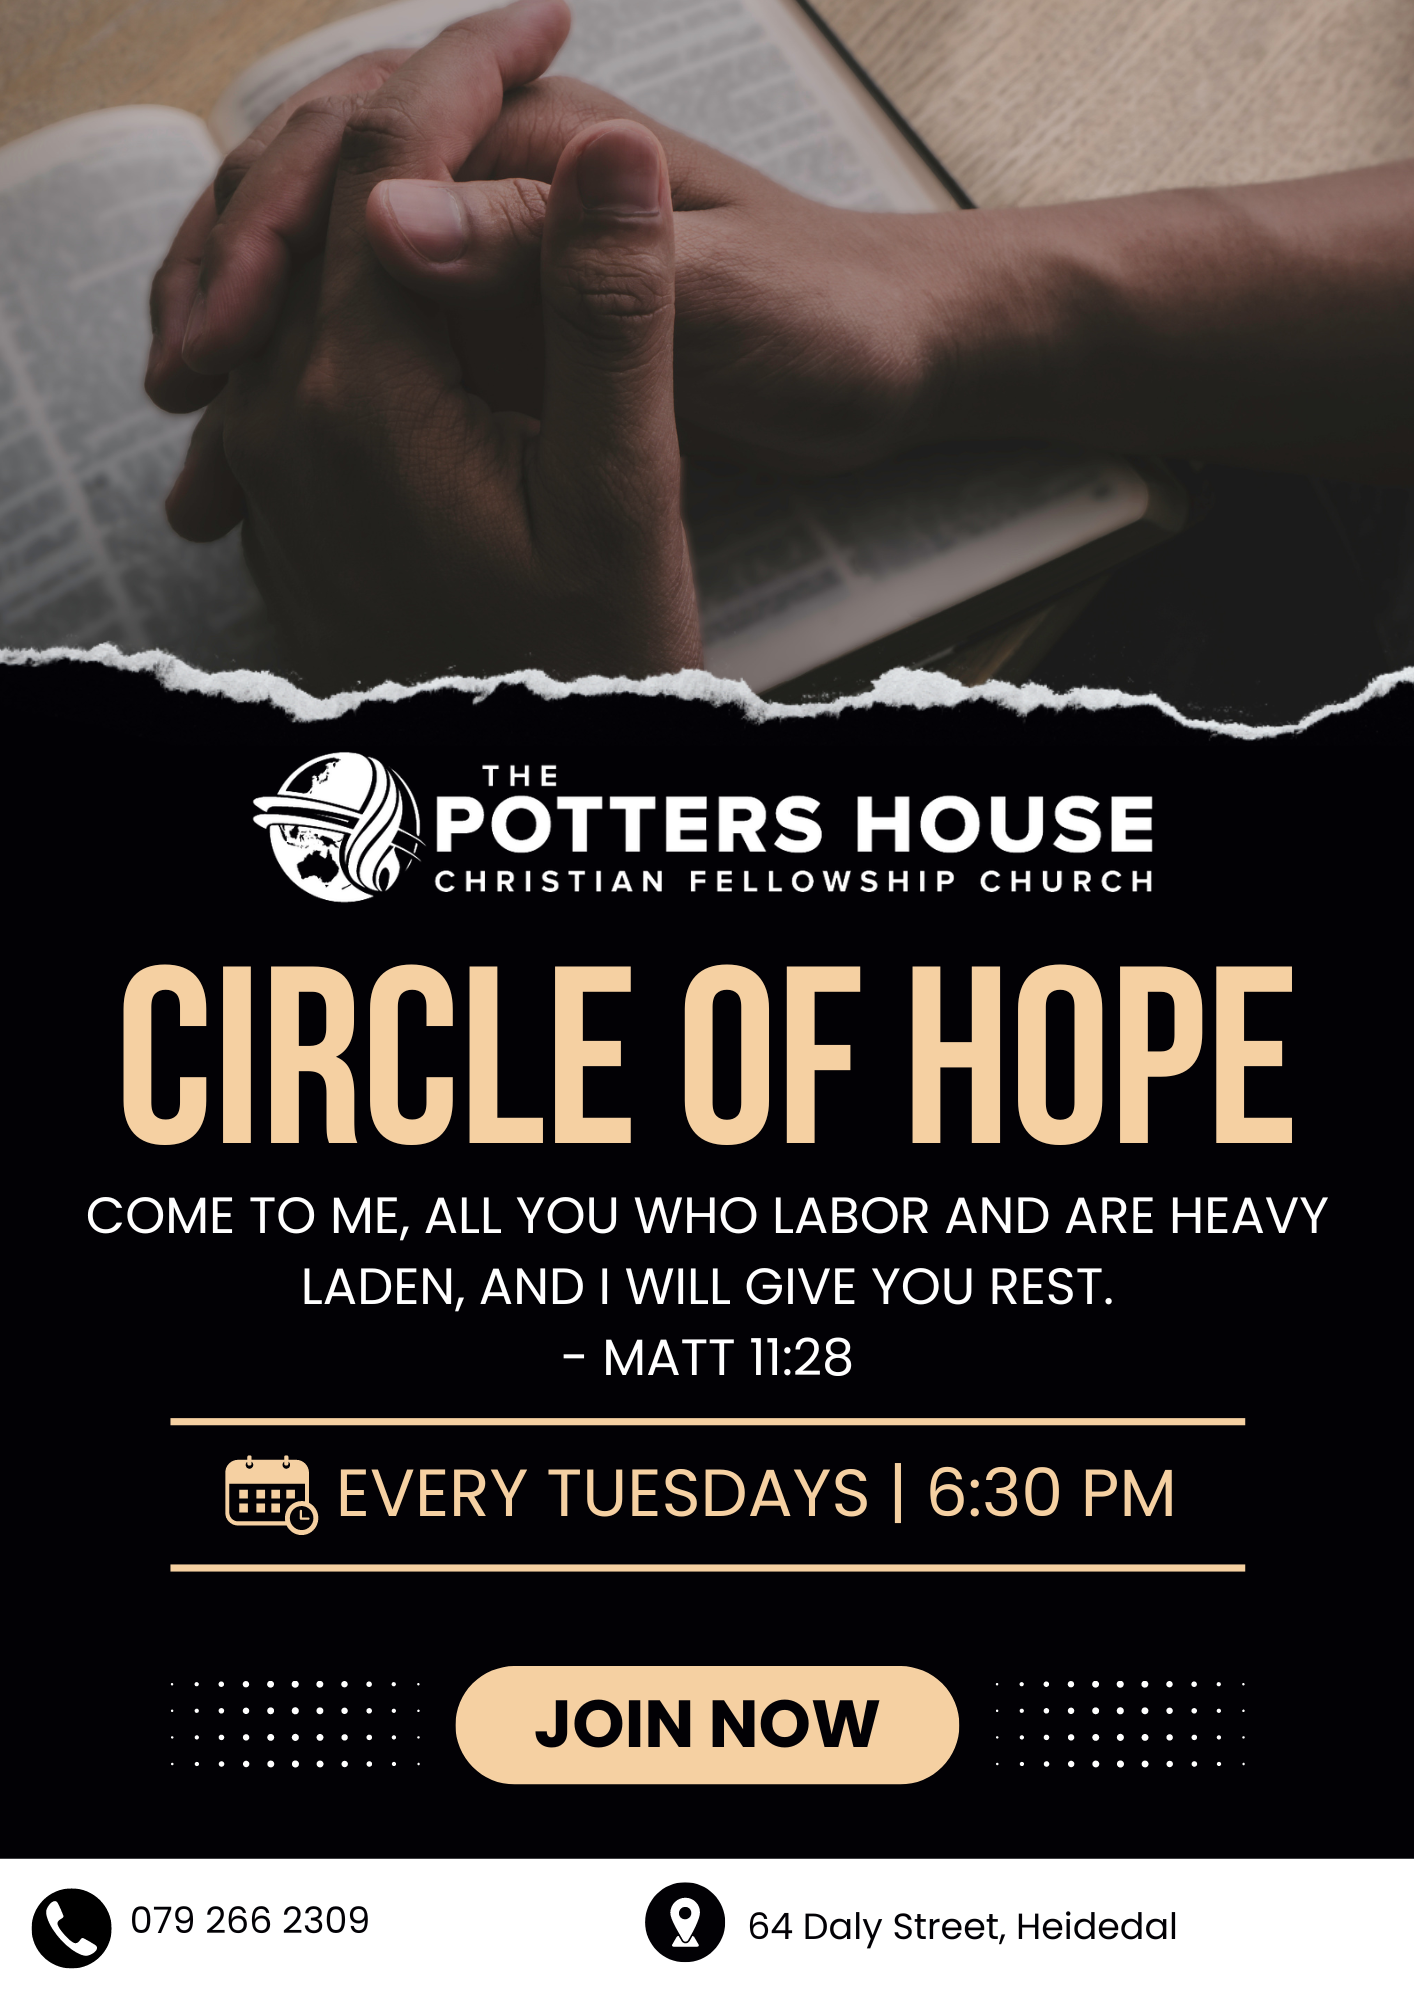 THE
POTTERS HOUSE
CHRISTIAN FELLOWSHIP CHURCH
CIRCLE OF HOPE
COME TO ME, ALL YOU WHO LABOR AND ARE HEAVY
LADEN, AND I WILL GIVE YOU REST.
- MATT 11:28
EVERY TUESDAYS | 6:30 PM
JOIN NOW
079 266 2309
64 Daly Street, Heidedal